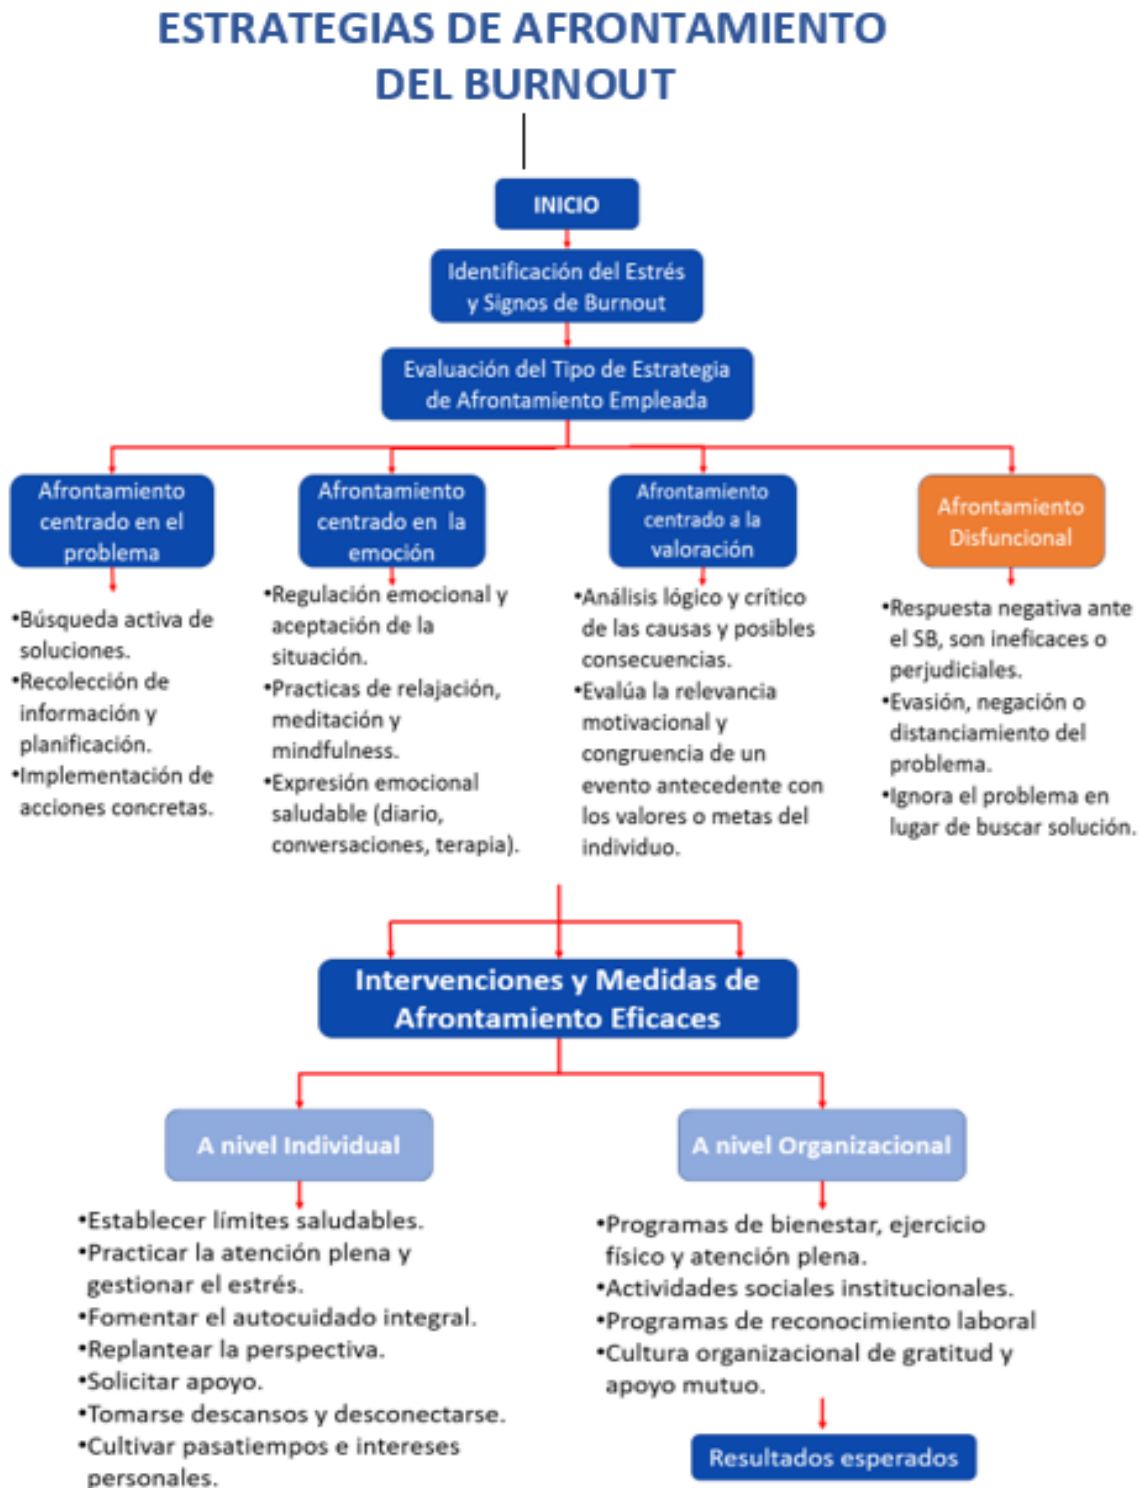 ESTRATEGIAS DE AFRONTAMIENTO
DEL BURNOUT
INICIO
Identificación del Estrés
y Signos de Burnout
Evaluación del Tipo de Estrategia
de Afrontamiento Empleada
Afrontamiento
centrado en el
problema
•Búsqueda activa de
soluciones.
•Recolección de
información y
planificación.
•Implementación de
acciones concretas.
Afrontamiento
centrado en la
emoción
•Regulación emocional y
aceptación de la
situación.
•Practicas de relajación,
meditación y
mindfulness.
•Expresión emocional
saludable (diario,
conversaciones, terapia).
Afrontamiento
centrado a la
valoración
•Análisis lógico y crítico
de las causas y posibles
consecuencias.
•Evalúa la relevancia
motivacional y
congruencia de un
evento antecedente con
los valores o metas del
individuo.
Afrontamiento
Disfuncional
•Respuesta negativa ante
el SB, son ineficaces o
perjudiciales.
•Evasión, negación o
distanciamiento del
problema.
•Ignora el problema en
lugar de buscar solución.
Intervenciones y Medidas de
Afrontamiento Eficaces
A nivel Individual
•Establecer límites saludables.
•Practicar la atención plena y
gestionar el estrés.
•Fomentar el autocuidado integral.
•Replantear la perspectiva.
•Solicitar apoyo.
•Tomarse descansos y desconectarse.
•Cultivar pasatiempos e intereses
personales.
A nivel Organizacional
•Programas de bienestar, ejercicio
físico y atención plena.
•Actividades sociales institucionales.
•Programas de reconocimiento laboral
•Cultura organizacional de gratitud y
apoyo mutuo.
Resultados esperados